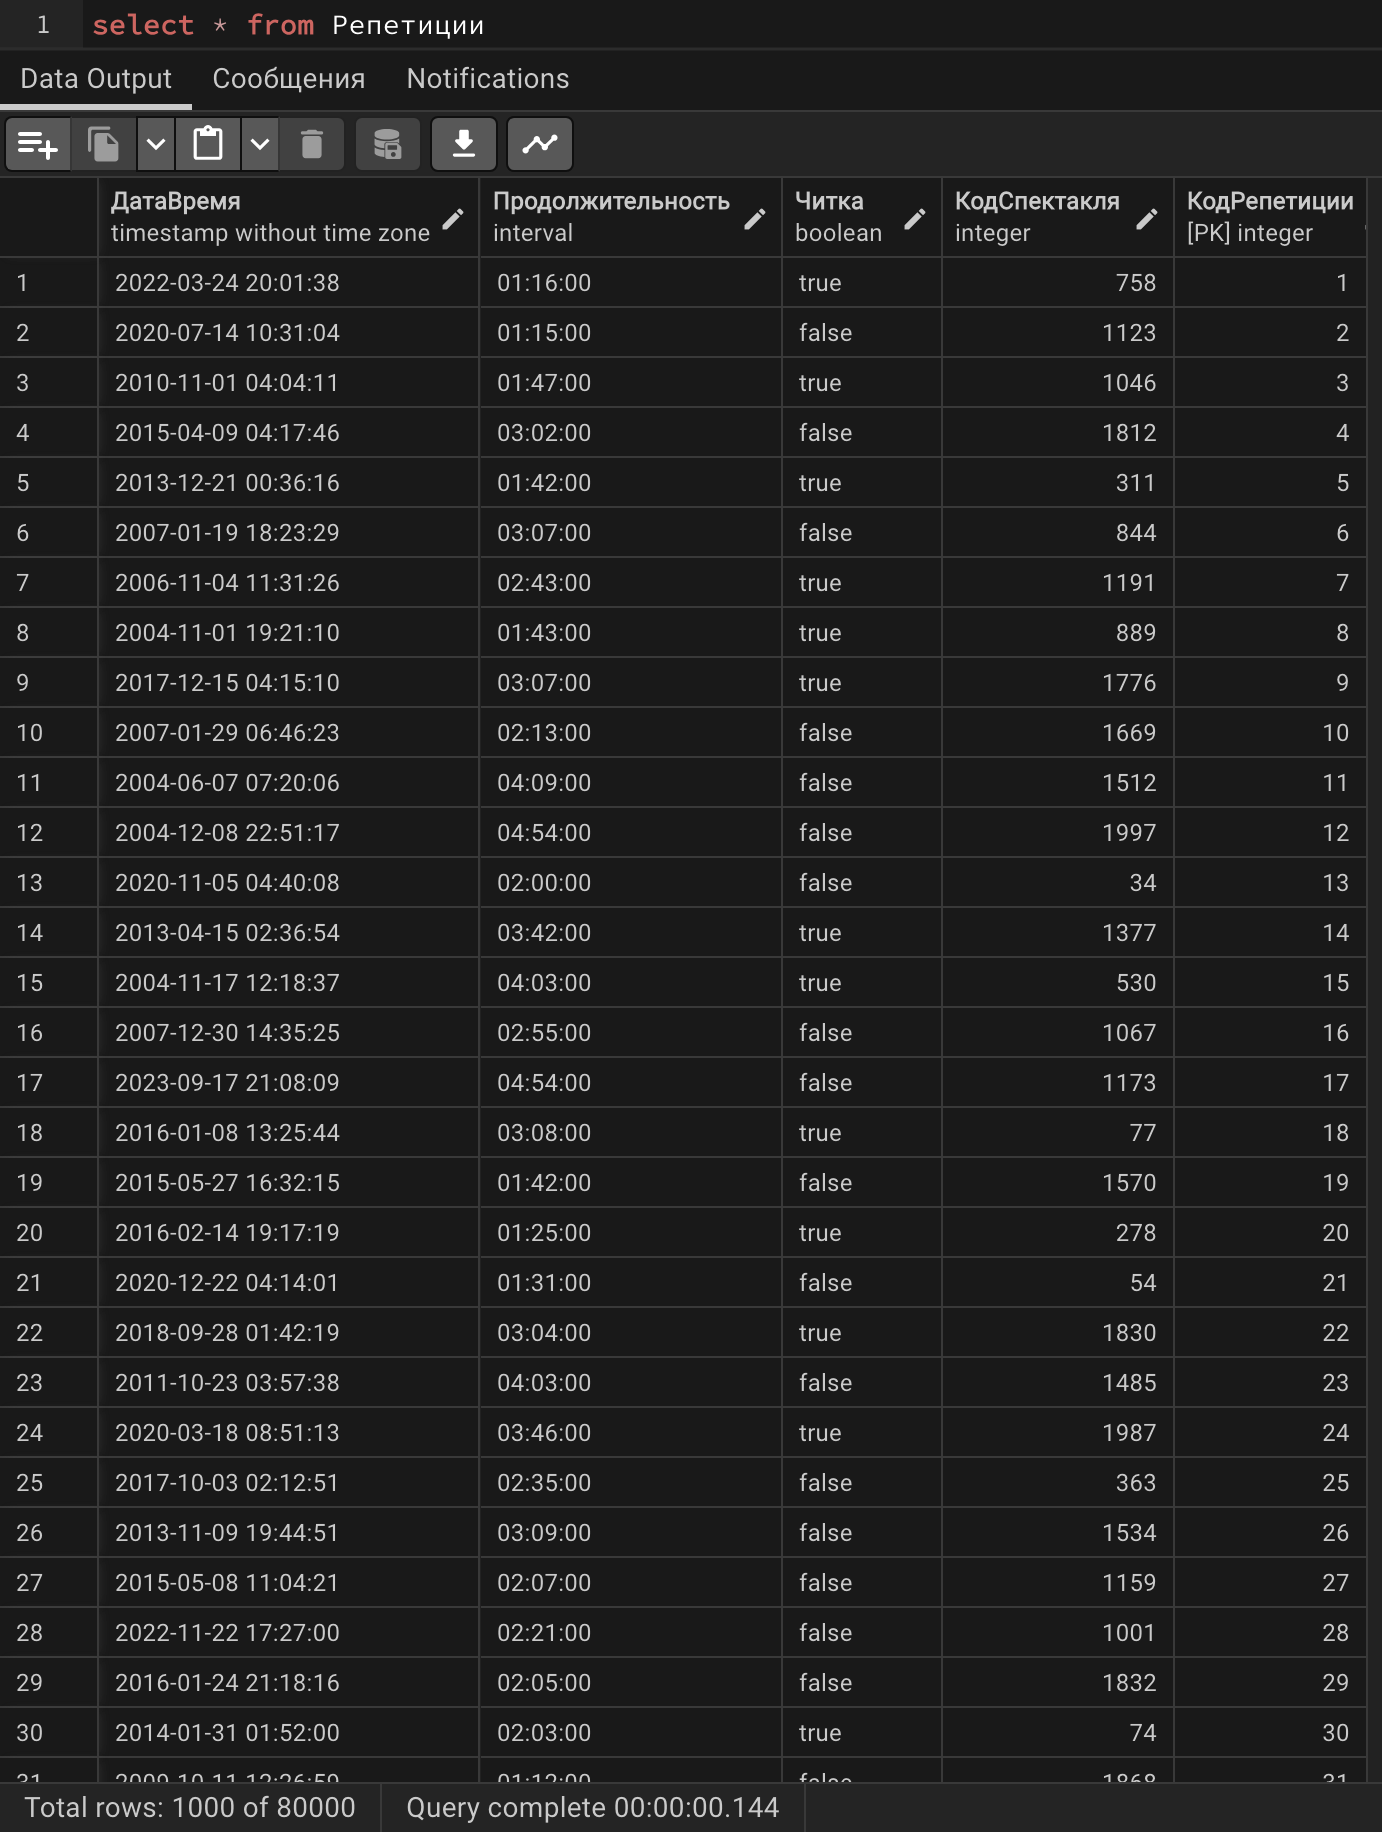 1 select * from Репетиции
Data Output Сообщения Notifications
ДатаВремя Продолжительность Читка КодСпектакля КодРепетиции
timestamp without time zone interval boolean integer [PK] integer
1 2022-03-24 20:01:38 01:16:00 true 758 1
2 2020-07-14 10:31:04 01:15:00 false 1123 2
3 2010-11-01 04:04:11 01:47:00 true 1046 3
4 2015-04-09 04:17:46 03:02:00 false 1812 4
5 2013-12-21 00:36:16 01:42:00 true 311 5
6 2007-01-19 18:23:29 03:07:00 false 844 6
7 2006-11-04 11:31:26 02:43:00 true 1191 7
8 2004-11-01 19:21:10 01:43:00 true 889 8
9 2017-12-15 04:15:10 03:07:00 true 1776 9
10 2007-01-29 06:46:23 02:13:00 false 1669 10
11 2004-06-07 07:20:06 04:09:00 false 1512 11
12 2004-12-08 22:51:17 04:54:00 false 1997 12
13 2020-11-05 04:40:08 02:00:00 false 34 13
14 2013-04-15 02:36:54 03:42:00 true 1377 14
15 2004-11-17 12:18:37 04:03:00 true 530 15
16 2007-12-30 14:35:25 02:55:00 false 1067 16
17 2023-09-17 21:08:09 04:54:00 false 1173 17
18 2016-01-08 13:25:44 03:08:00 true 77 18
19 2015-05-27 16:32:15 01:42:00 false 1570 19
20 2016-02-14 19:17:19 01:25:00 true 278 20
21 2020-12-22 04:14:01 01:31:00 false 54 21
22 2018-09-28 01:42:19 03:04:00 true 1830 22
23 2011-10-23 03:57:38 04:03:00 false 1485 23
24 2020-03-18 08:51:13 03:46:00 true 1987 24
25 2017-10-03 02:12:51 02:35:00 false 363 25
26 2013-11-09 19:44:51 03:09:00 false 1534 26
27 2015-05-08 11:04:21 02:07:00 false 1159 27
28 2022-11-22 17:27:00 02:21:00 false 1001 28
29 2016-01-24 21:18:16 02:05:00 false 1832 29
30 2014-01-31 01:52:00 02:03:00 true 74 30
31 false 31
Total rows: 1000 of 80000 Query complete 00:00:00.144